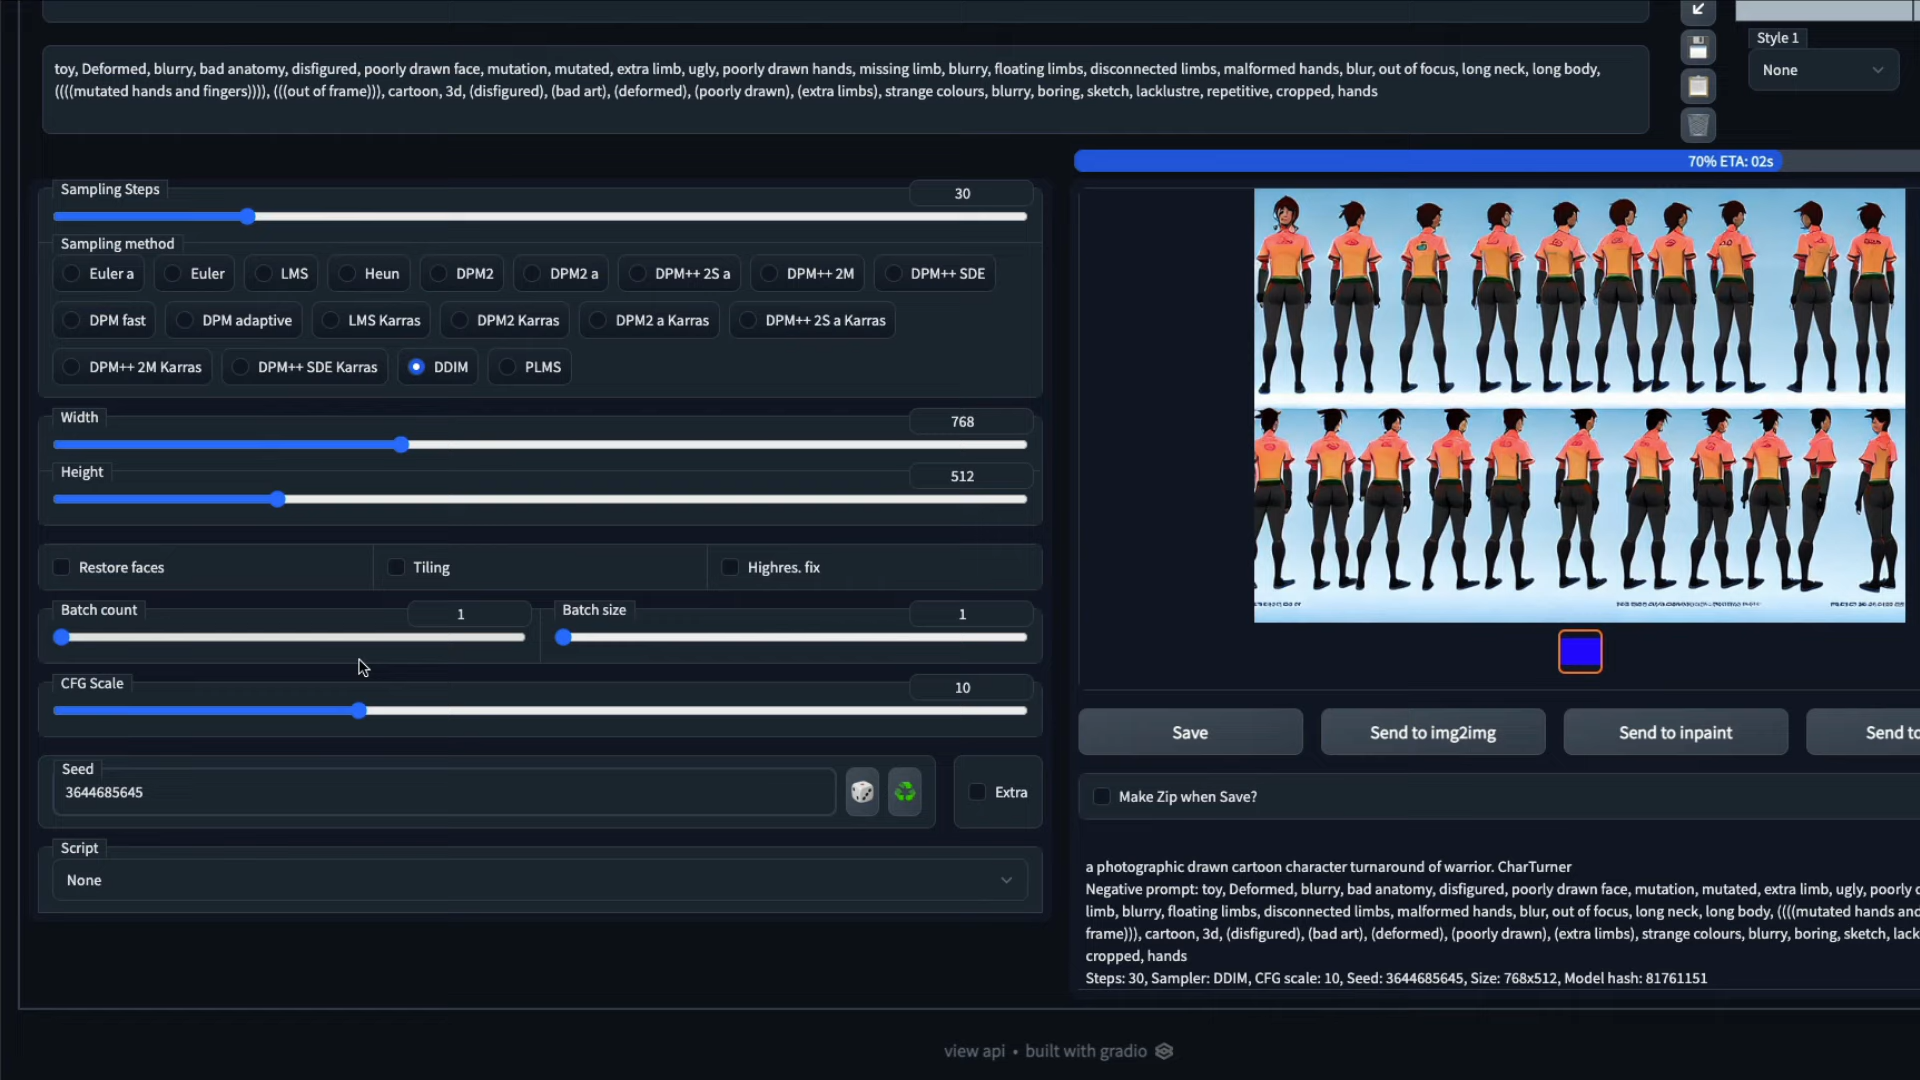 toy, Deformed, blurry, bad anatomy, disfigured, poorly drawn face, mutation, mutated, extra limb, ugly, poorly drawn hands, missing limb, blurry, floating limbs, disconnected limbs, malformed hands, blur, out of focus, long neck, long body,
((((mutated hands and fingers)))), (((out of frame))), cartoon, 3d, (disfigured), (bad art), (deformed), (poorly drawn), (extra limbs), strange colours, blurry, boring, sketch, lacklustre, repetitive, cropped, hands
Style 1
None
70% ETA: 02s
Sampling Steps
30
Sampling method
Euler a
Euler
LMS
Heun
DPM2
DPM2 a
DPM++ 2S a
DPM++ 2M
DPM++ SDE
DPM fast
DPM adaptive
LMS Karras
DPM2 Karras
DPM2 a Karras
DPM++ 2S a Karras
DPM++ 2M Karras
DPM++ SDE Karras
DDIM
PLMS
Width
768
Height
512
Restore faces
Tiling
Highres. fix
Batch count
1
Batch size
1
CFG Scale
10
Seed
3644685645
Extra
Script
None
Save
Send to img2img
Send to inpaint
Send to
Make Zip when Save?
a photographic drawn cartoon character turnaround of warrior. CharTurner
Negative prompt: toy, Deformed, blurry, bad anatomy, disfigured, poorly drawn face, mutation, mutated, extra limb, ugly, poorly
limb, blurry, floating limbs, disconnected limbs, malformed hands, blur, out of focus, long neck, long body, ((((mutated hands and
frame))), cartoon, 3d, (disfigured), (bad art), (deformed), (poorly drawn), (extra limbs), strange colours, blurry, boring, sketch, lack
cropped, hands
Steps: 30, Sampler: DDIM, CFG scale: 10, Seed: 3644685645, Size: 768x512, Model hash: 81761151
view api • built with gradio